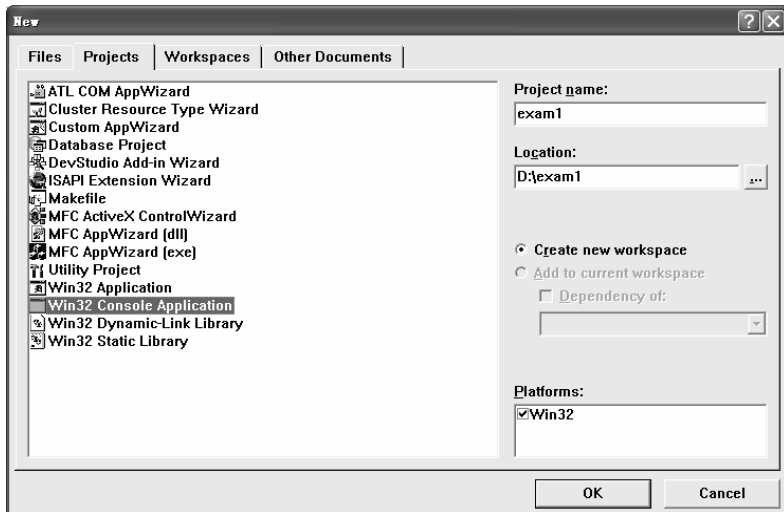 New
Files Projects Workspaces Other Documents
ATL COM AppWizard
Cluster Resource Type Wizard
Custom AppWizard
Database Project
DevStudio Add-in Wizard
ISAPI Extension Wizard
Makefile
MFC ActiveX ControlWizard
MFC AppWizard (dll)
MFC AppWizard (exe)
Utility Project
Win32 Application
Win32 Console Application
Win32 Dynamic-Link Library
Win32 Static Library
Project name:
exam1
Location:
D:\exam1
...
Create new workspace
Add to current workspace
Dependency of:
Platforms:
Win32
OK Cancel